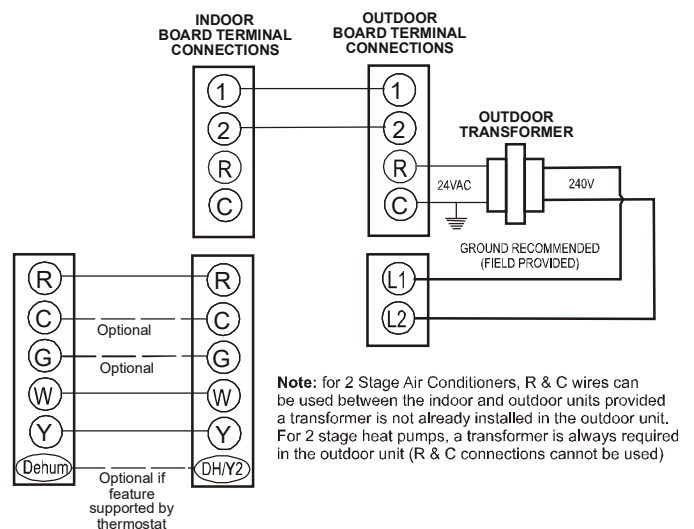 INDOOR
BOARD TERMINAL
CONNECTIONS
OUTDOOR
BOARD TERMINAL
CONNECTIONS
1
2
R
C
1
2
R
C
OUTDOOR
TRANSFORMER
24VAC
240V
GROUND RECOMMENDED
(FIELD PROVIDED)
L1
L2
R
R
C
Optional
C
G
Optional
G
W
W
Y
Y
Dehum
DH/Y2
Optional if
feature
supported by
thermostat
Note: for 2 Stage Air Conditioners, R & C wires can
be used between the indoor and outdoor units provided
a transformer is not already installed in the outdoor unit.
For 2 stage heat pumps, a transformer is always required
in the outdoor unit (R & C connections cannot be used)